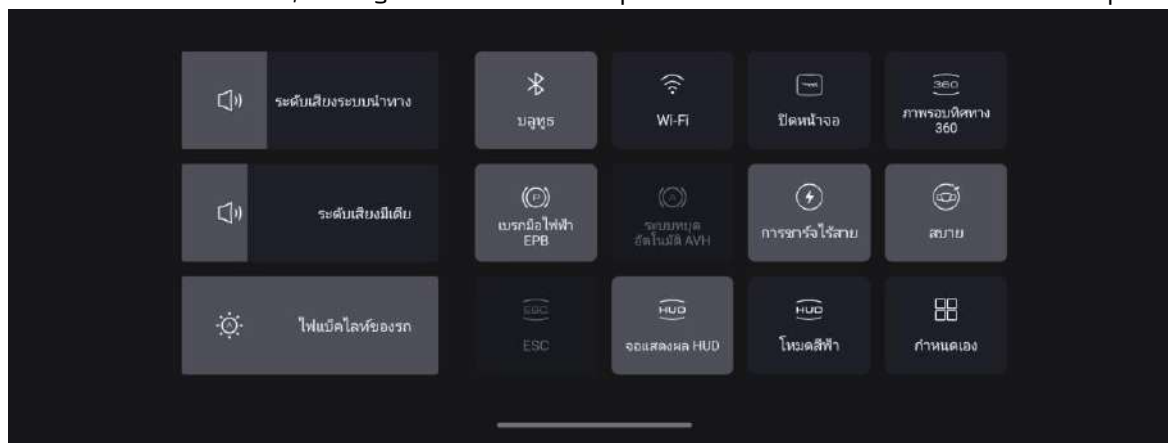 ระดับเสียงระบบนำทาง
บลูทูธ
Wi-Fi
ปิดหน้าจอ
360
ภาพรอบทิศทาง
360
ระดับเสียงมีเดีย
P
เบรกมือไฟฟ้า
EPB
A
ระบบหยุด
อัตโนมัติ AVH
การชาร์จไร้สาย
สบาย
A
ไฟแบ็คไลท์ของรถ
ESC
ESC
HUD
จอแสดงผล HUD
HUD
โหมดสีฟ้า
กำหนดเอง